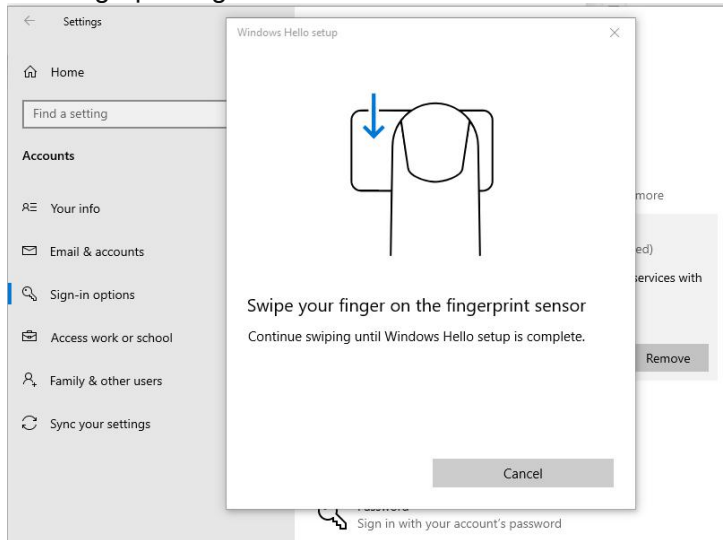 Settings
Home
Find a setting
Accounts
Your info
Email & accounts
Sign-in options
Access work or school
Family & other users
Sync your settings
Windows Hello setup
Swipe your finger on the fingerprint sensor
Continue swiping until Windows Hello setup is complete.
Cancel
more
ed)
services with
Remove
Password
Sign in with your account's password